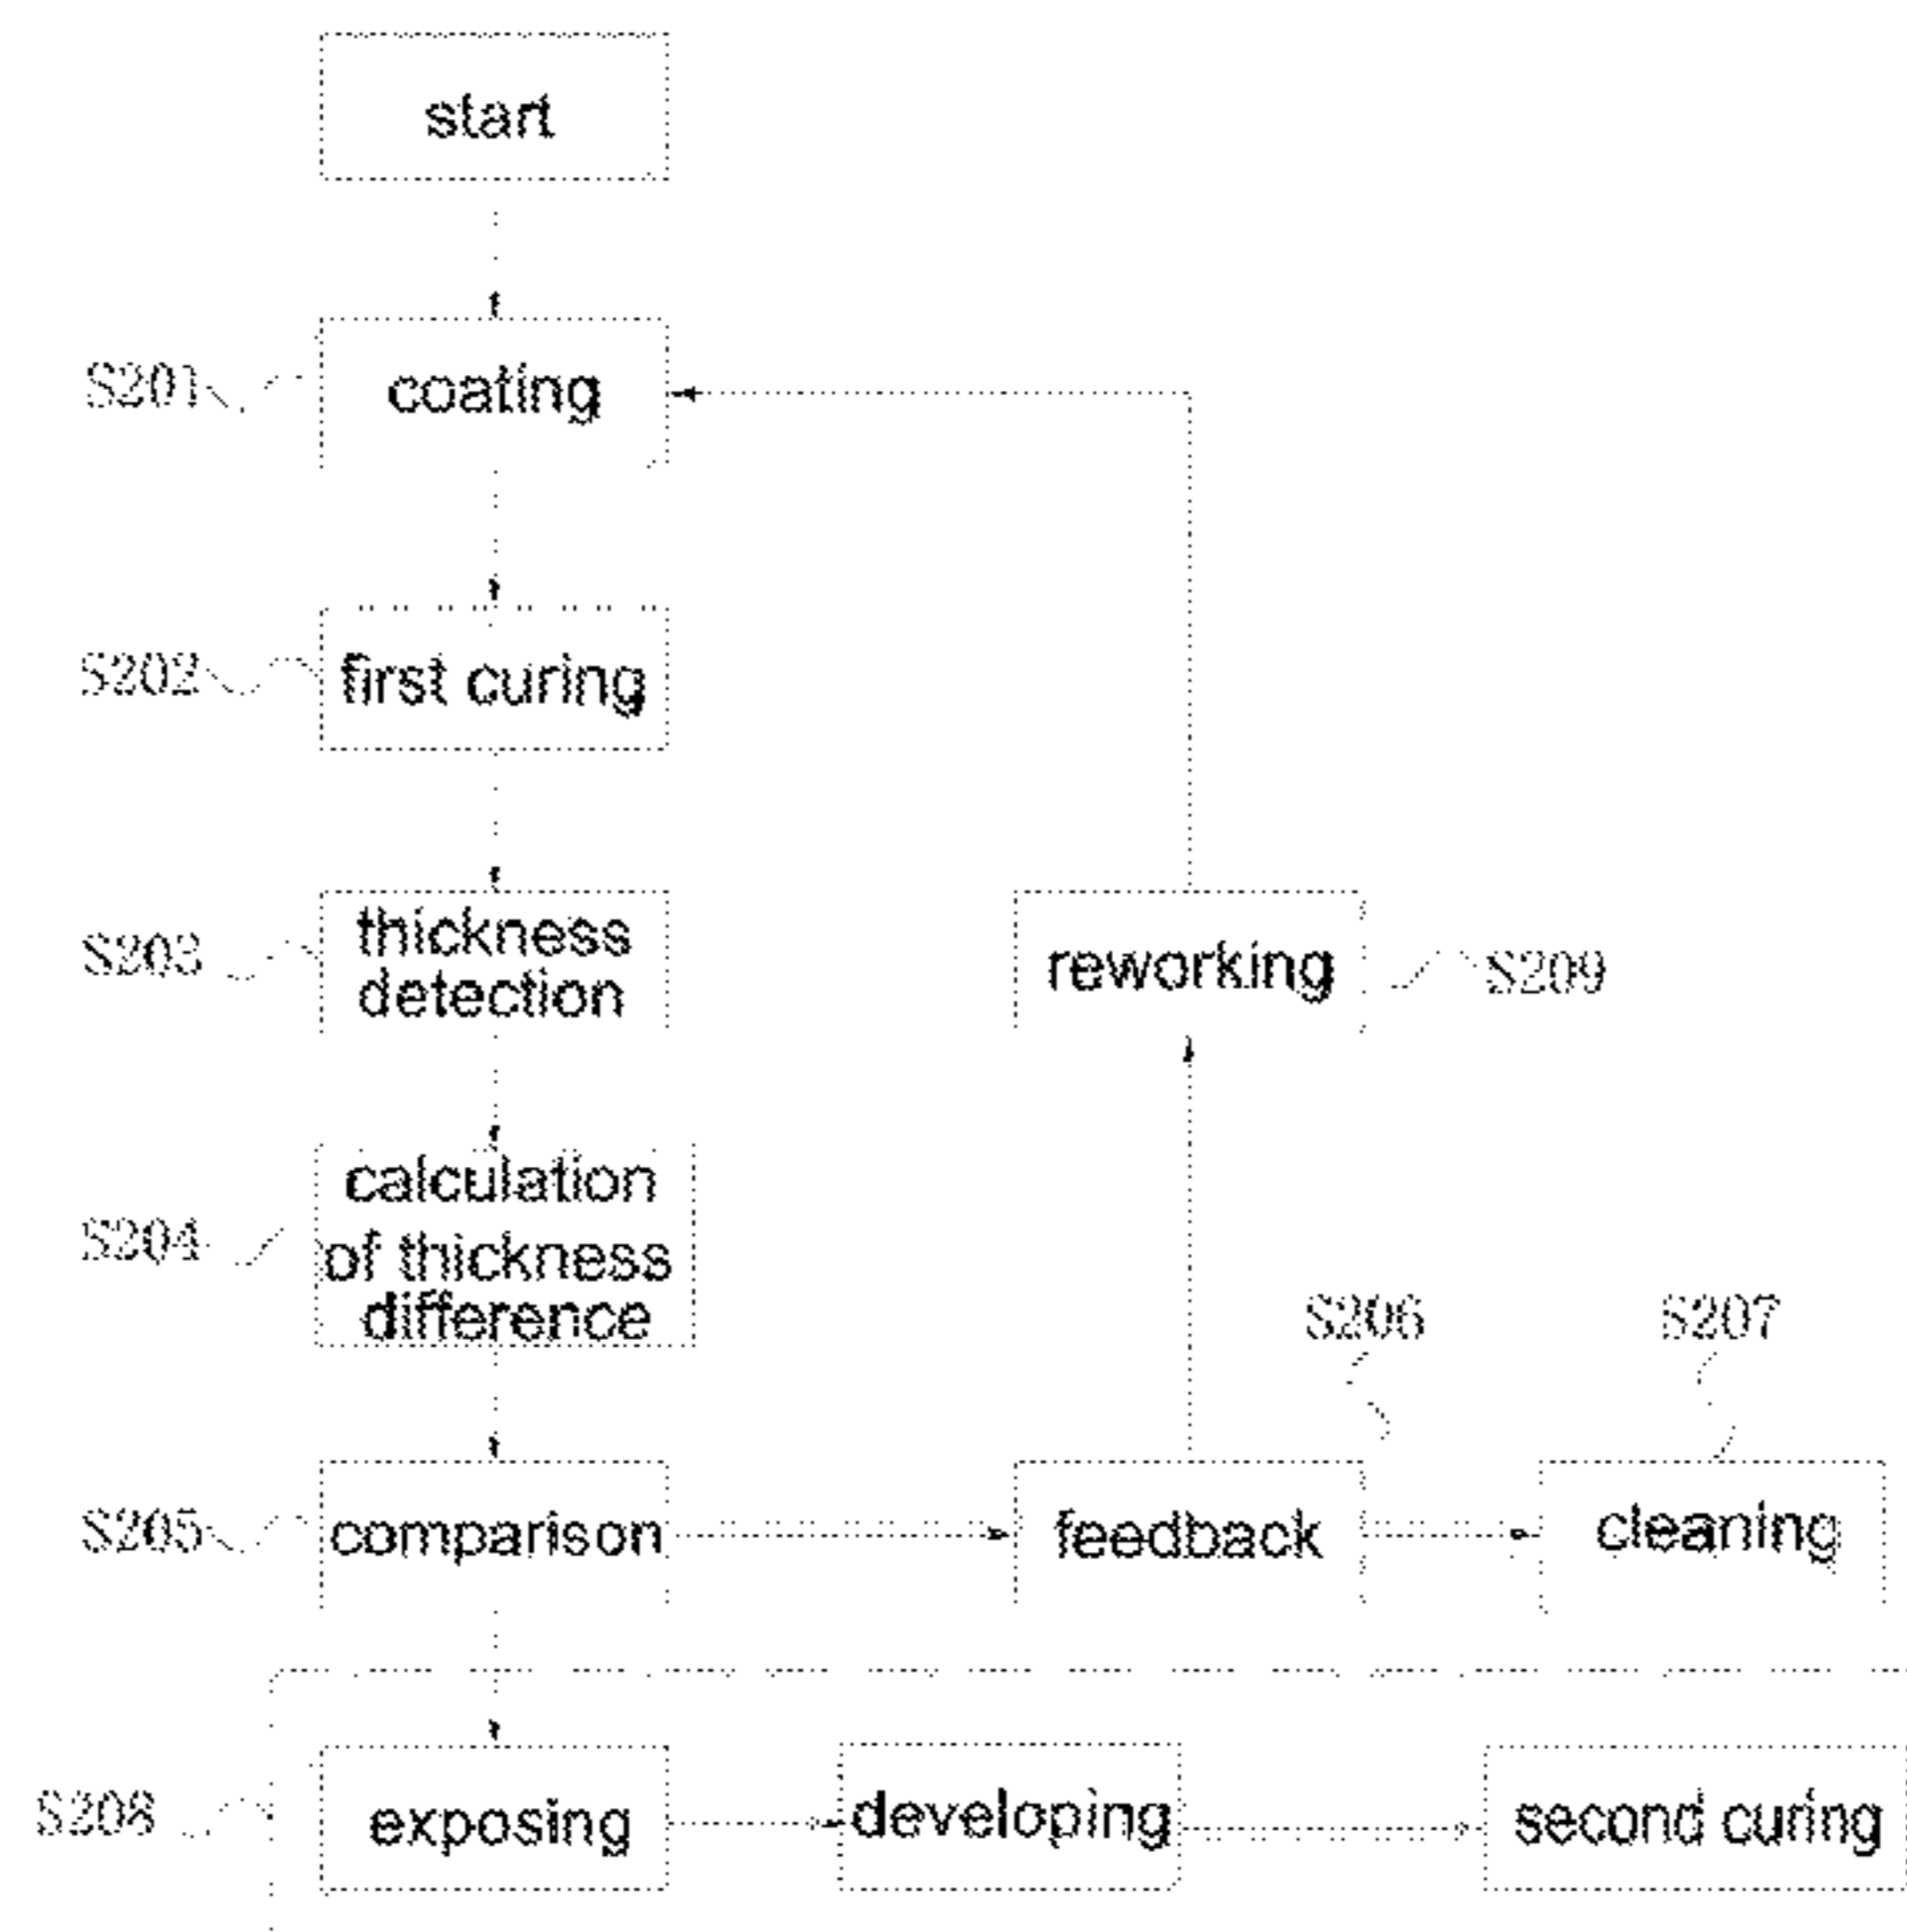 start
S201
coating
S202
first curing
S203
thickness
detection
reworking
S209
calculation
S204
of thickness
difference
S206
S207
S205
comparison
feedback
cleaning
S208
exposing
developing
second curing